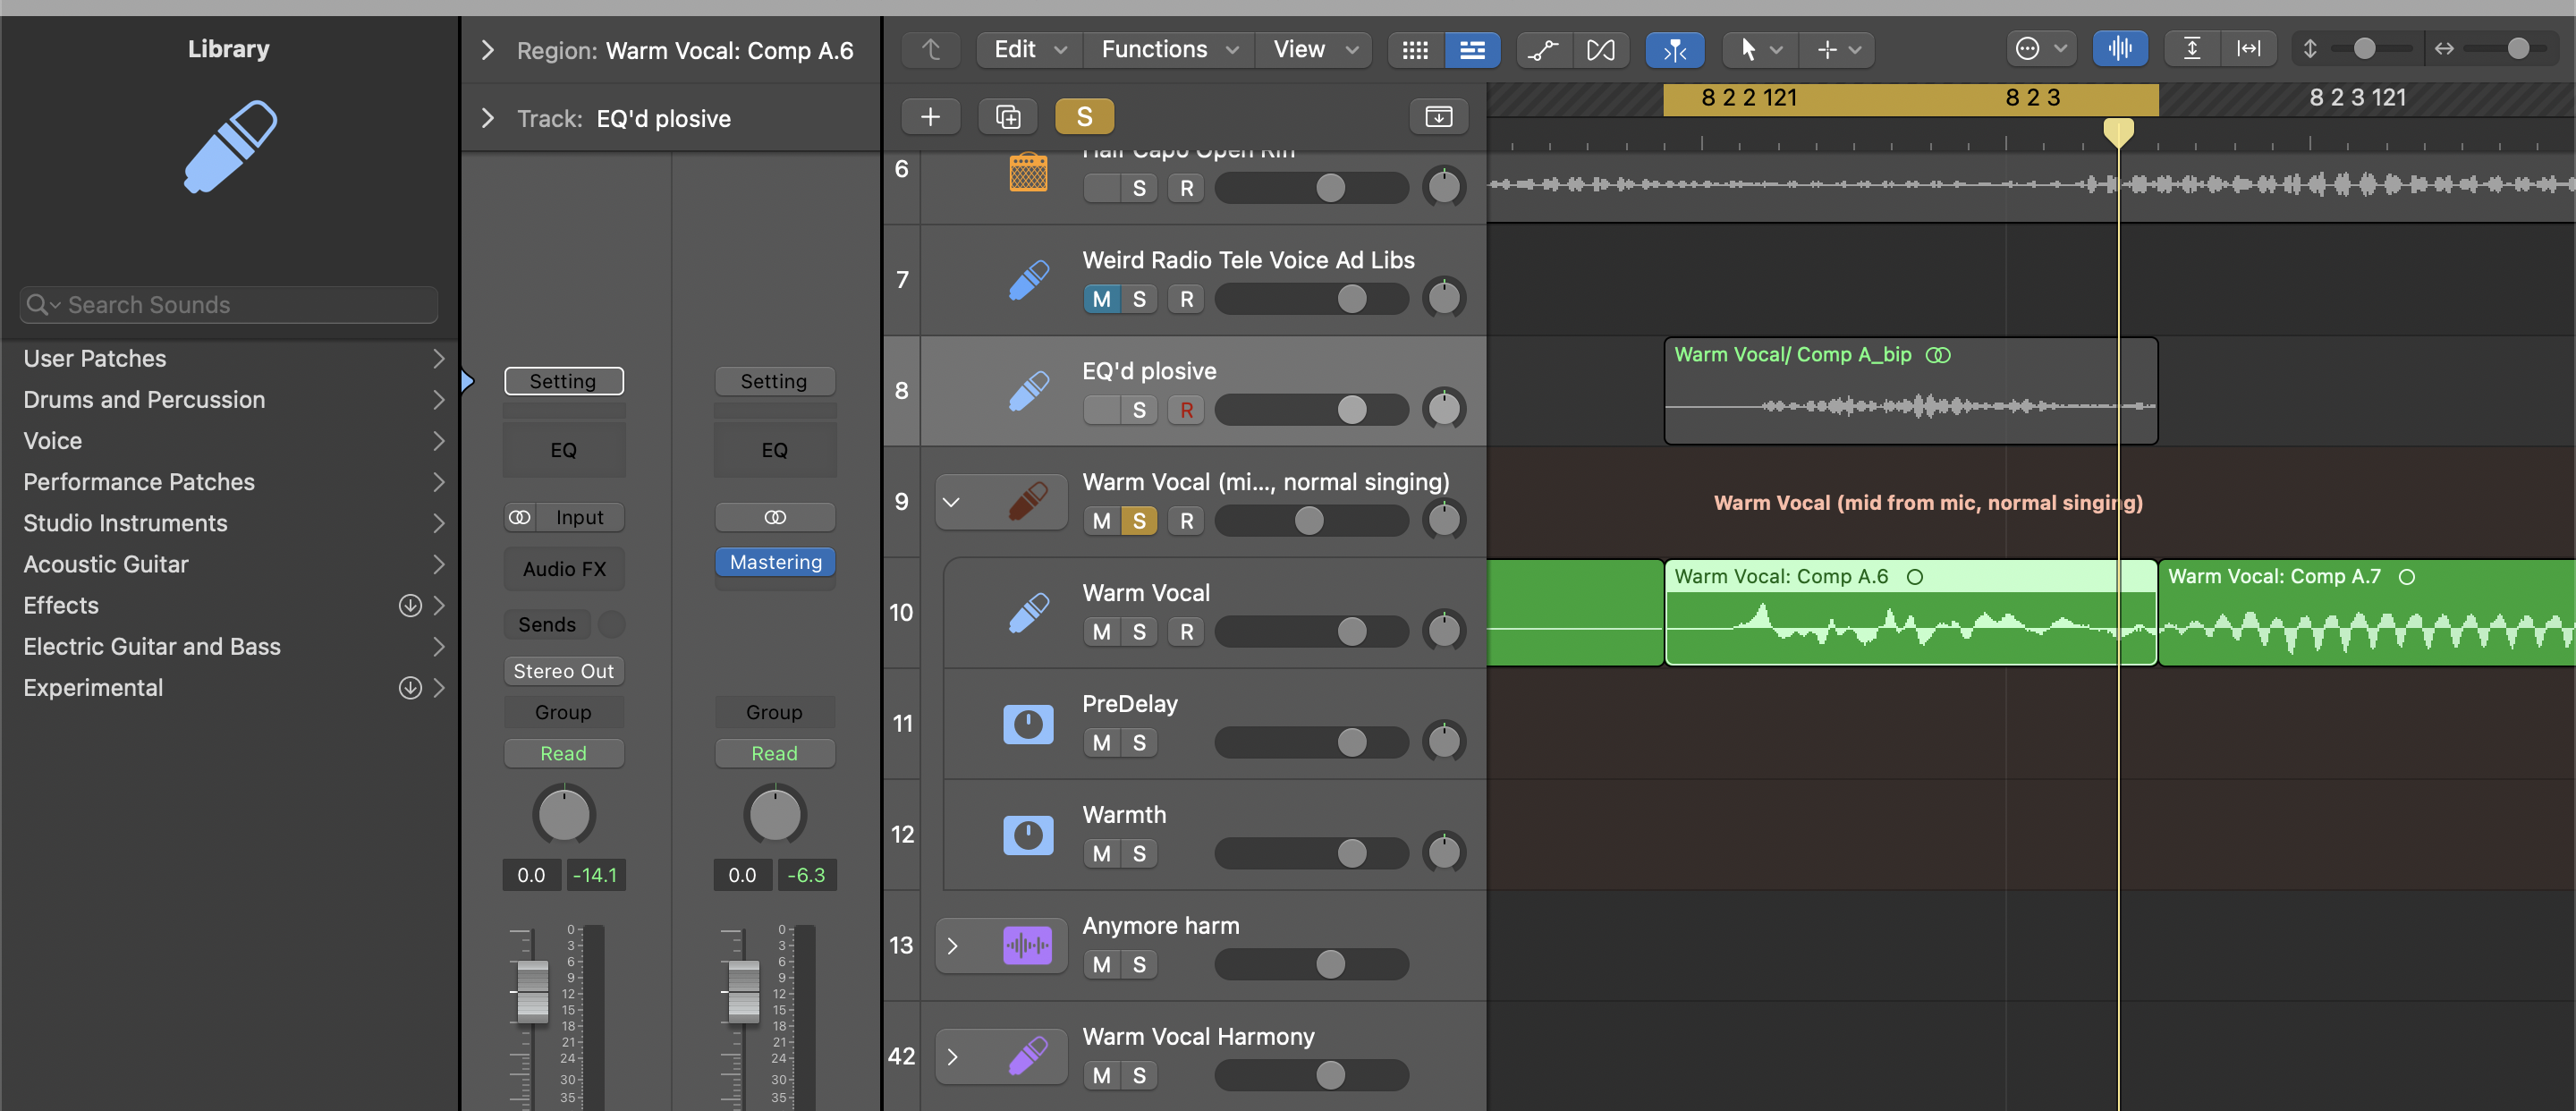 Library
Search Sounds
User Patches
Drums and Percussion
Voice
Performance Patches
Studio Instruments
Acoustic Guitar
Effects
Electric Guitar and Bass
Experimental
Region: Warm Vocal: Comp A.6
Track: EQ'd plosive
Setting Setting
EQ EQ
Input
Audio FX Mastering
Sends
Stereo Out
Group Group
Read Read
0.0 -14.1 0.0 -6.3
0 0
3 3
6 6
9 9
12 12
15 15
18 18
21 21
24 24
30 30
35 35
Edit Functions View
S
8 2 2 121 8 2 3 8 2 3 121
6 Half Capo Open Rift
S R
7 Weird Radio Tele Voice Ad Libs
M S R
8 EQ'd plosive
S R
Warm Vocal/ Comp A_bip
9 Warm Vocal (mi..., normal singing)
M S R
Warm Vocal (mid from mic, normal singing)
10 Warm Vocal
M S R
Warm Vocal: Comp A.6 Warm Vocal: Comp A.7
11 PreDelay
M S
12 Warmth
M S
13 Anymore harm
M S
42 Warm Vocal Harmony
M S